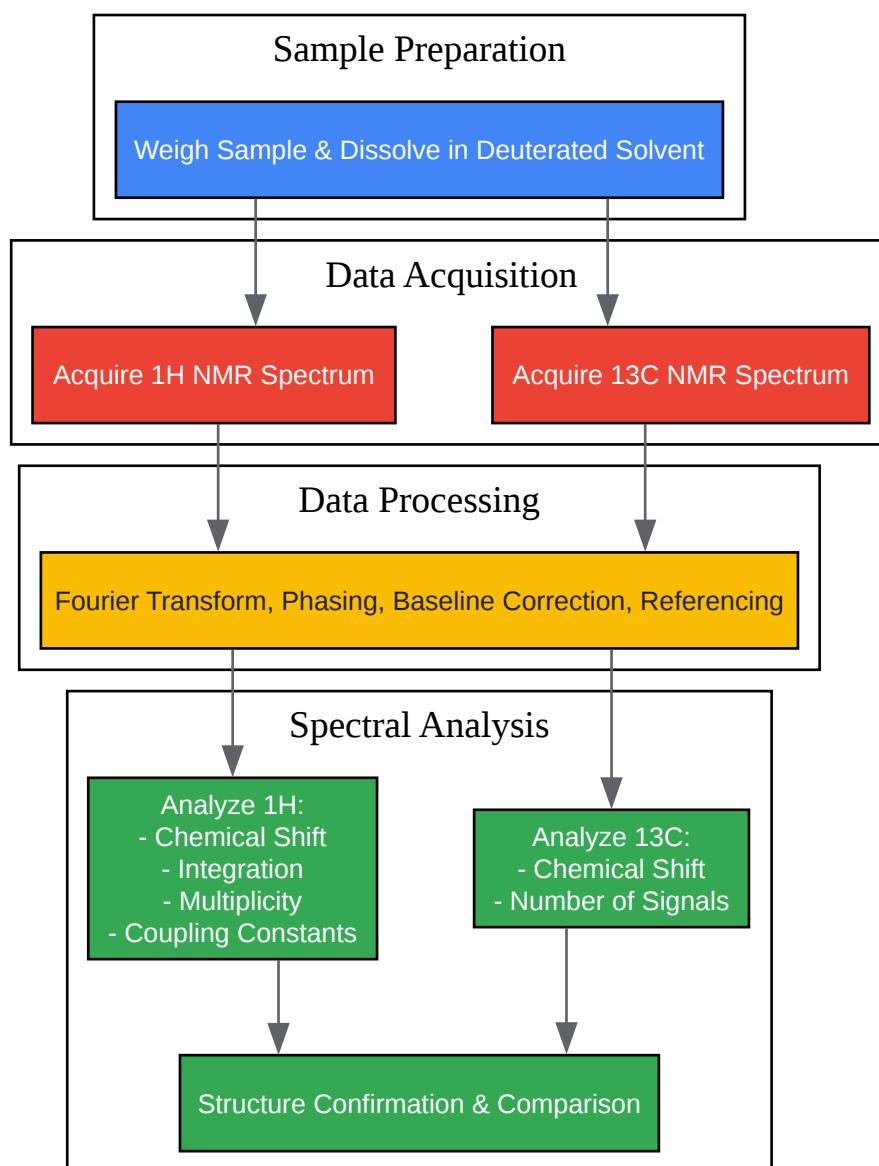 Sample Preparation
Weigh Sample & Dissolve in Deuterated Solvent
Data Acquisition
Acquire 1H NMR Spectrum
Acquire 13C NMR Spectrum
Data Processing
Fourier Transform, Phasing, Baseline Correction, Referencing
Spectral Analysis
Analyze 1H:
- Chemical Shift
- Integration
- Multiplicity
- Coupling Constants
Analyze 13C:
- Chemical Shift
- Number of Signals
Structure Confirmation & Comparison